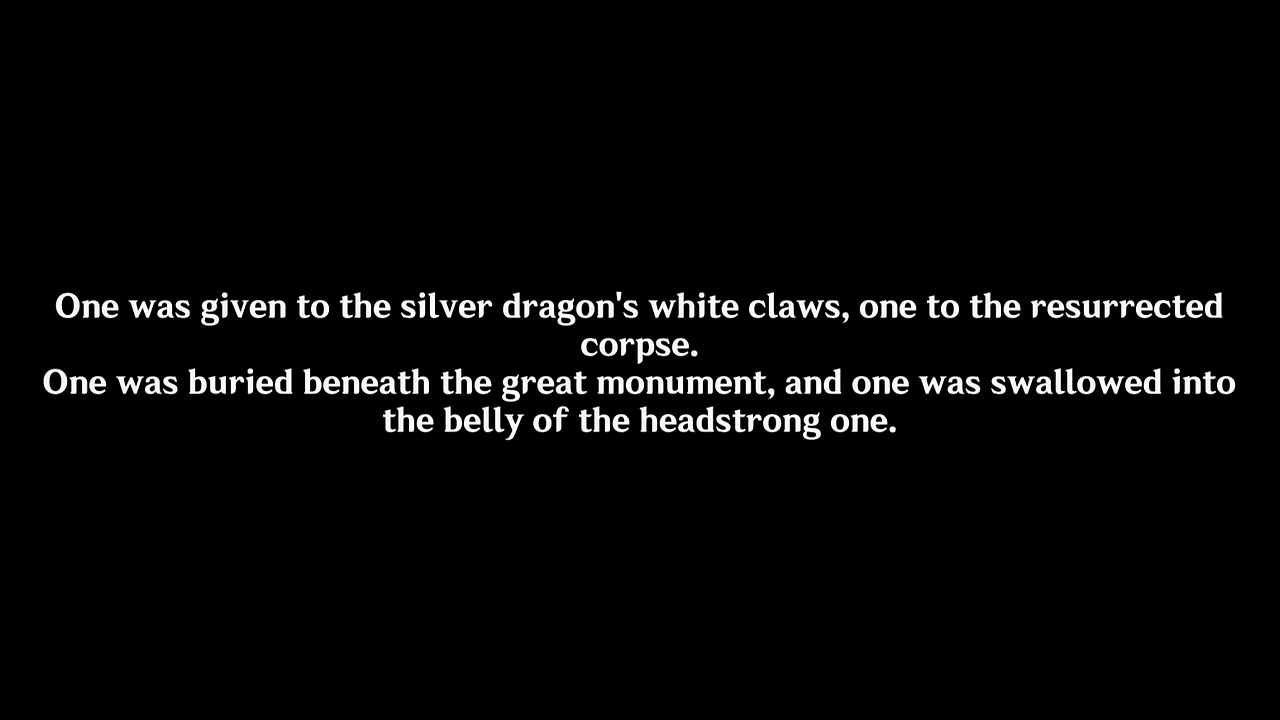 One was given to the silver dragon's white claws, one to the resurrected
corpse.
One was buried beneath the great monument, and one was swallowed into
the belly of the headstrong one.